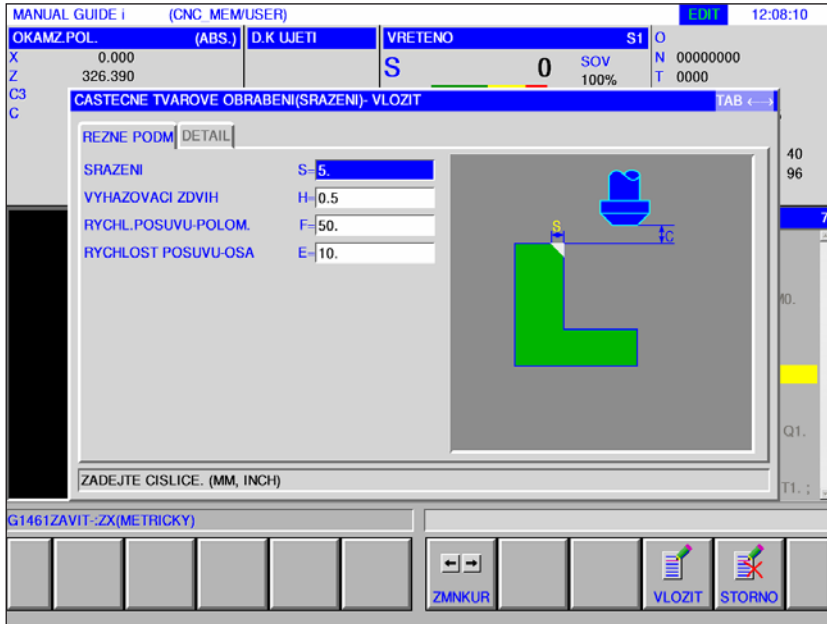 MANUAL GUIDE i (CNC_MEM/USER) EDIT 12:08:10
OKAMZ.POL. (ABS.) D.K UJETI VRETENO S1 O
X 0.000 N 00000000
Z 326.390 S 0 SOV 100% T 0000
C3
C
CASTECNE TVAROVE OBRABENI(SRAZENI)- VLOZIT TAB ←→
REZNE PODM DETAIL
SRAZENI S=5.
VYHAZOVACI ZDVIH H=0.5
RYCHL.POSUVU-POLOM. F=50.
RYCHLOST POSUVU-OSA E=10.
S
C
40
96
7
M0.
Q1.
T1. ;
ZADEJTE CISLICE. (MM, INCH)
G1461ZAVIT-:ZX(METRICKY)
ZMNKUR VLOZIT STORNO